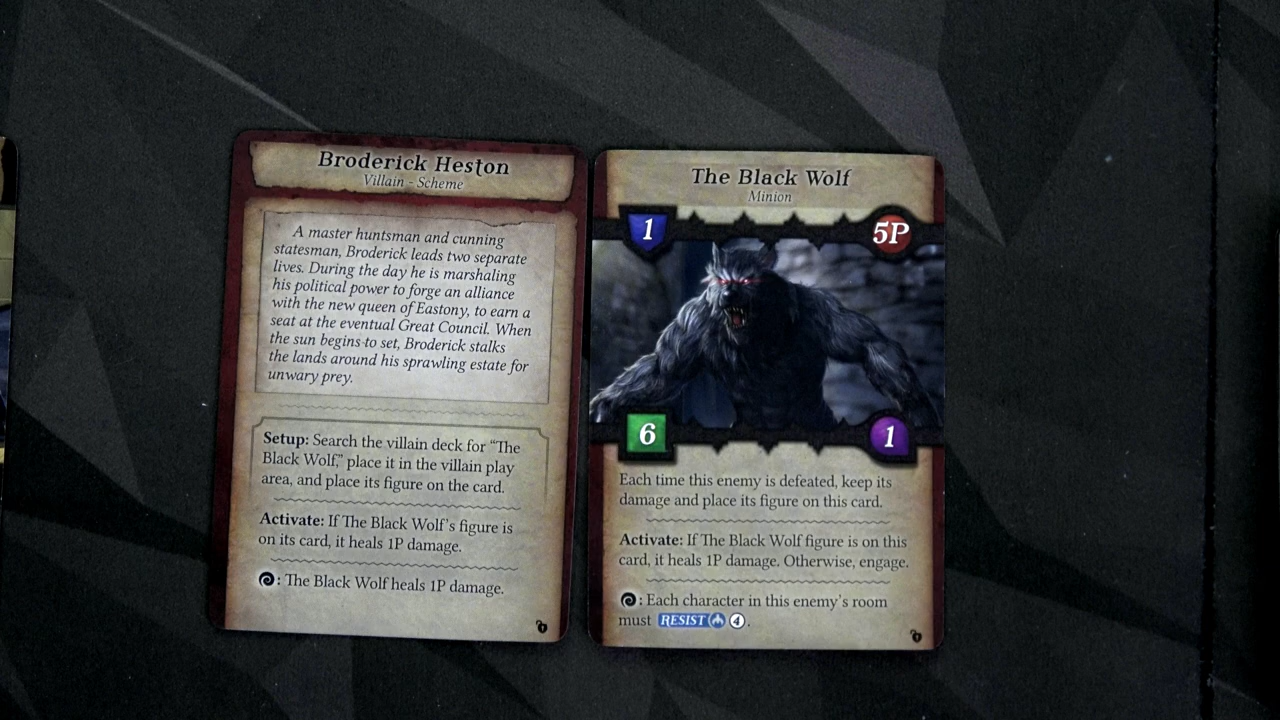 Broderick Heston
Villain - Scheme
A master huntsman and cunning
statesman, Broderick leads two separate
lives. During the day he is marshaling
his political power to forge an alliance
with the new queen of Eastony, to earn a
seat at the eventual Great Council. When
the sun begins to set, Broderick stalks
the lands around his sprawling estate for
unwary prey.
Setup: Search the villain deck for “The
Black Wolf,” place it in the villain play
area, and place its figure on the card.
Activate: If The Black Wolf's figure is
on its card, it heals 1P damage.
: The Black Wolf heals 1P damage.
The Black Wolf
Minion
1
5P
6
1
Each time this enemy is defeated, keep its
damage and place its figure on this card.
Activate: If The Black Wolf figure is on this
card, it heals 1P damage. Otherwise, engage.
: Each character in this enemy's room
must RESIST 4.